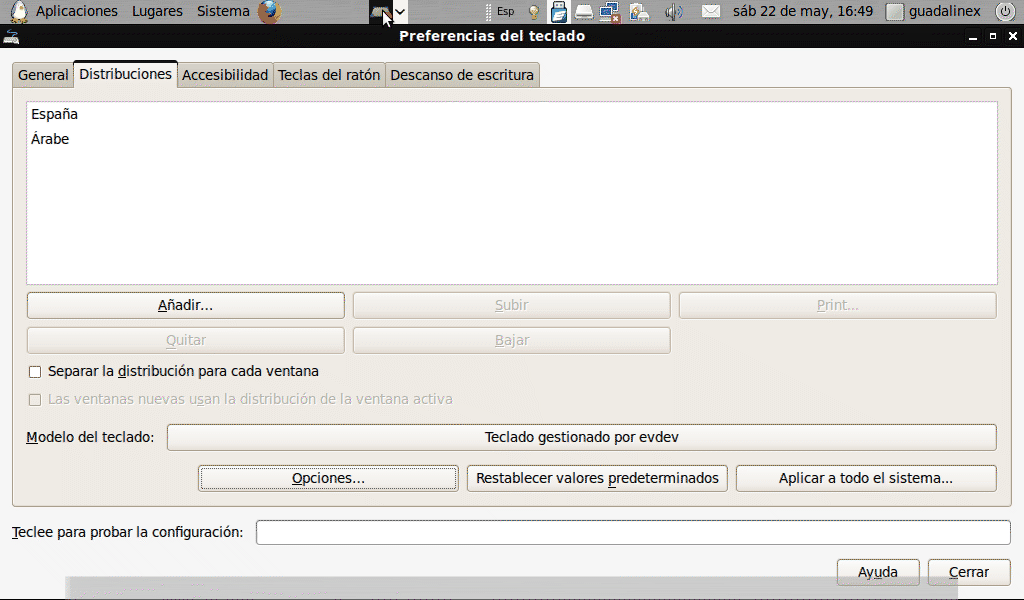 Aplicaciones Lugares Sistema Esp sáb 22 de may, 16:49 guadalinex
Preferencias del teclado
General Distribuciones Accesibilidad Teclas del ratón Descanso de escritura
España
Árabe
Añadir... Subir Print...
Quitar Bajar
Separar la distribución para cada ventana
Las ventanas nuevas usan la distribución de la ventana activa
Modelo del teclado: Teclado gestionado por evdev
Opciones... Restablecer valores predeterminados Aplicar a todo el sistema...
Teclee para probar la configuración:
Ayuda Cerrar